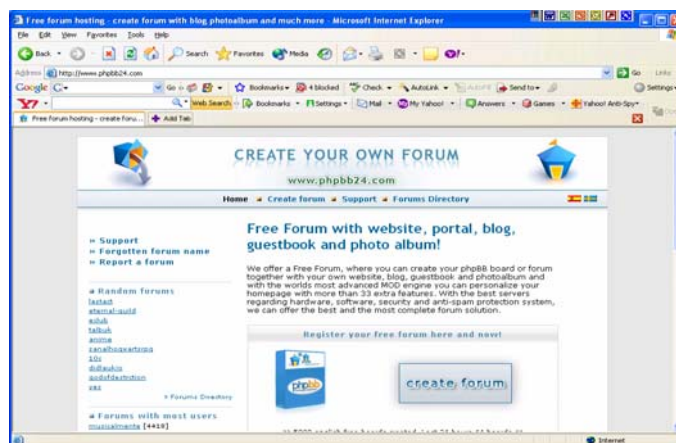 Free forum hosting - create forum with blog photoalbum and much more - Microsoft Internet Explorer
File Edit View Favorites Tools Help
Back Search Favorites Media
Address http://www.phpbb24.com Go Links
Google G Go Bookmarks 4 blocked Check AutoLink AutoFill Send to Settings
Y7 Web Search Bookmarks Settings Mail My Yahoo! Answers Games Yahoo! Anti-Spy
Free forum hosting - create foru... Add Tab
CREATE YOUR OWN FORUM
www.phpbb24.com
Home Create forum Support Forums Directory
Free Forum with website, portal, blog,
guestbook and photo album!
» Support
» Forgotten forum name
» Report a forum
We offer a Free Forum, where you can create your phpBB board or forum
together with your own website, blog, guestbook and photoalbum and
with the worlds most advanced MOD engine you can personalize your
homepage with more than 33 extra features. With the best servers
regarding hardware, software, security and anti-spam protection system,
we can offer the best and the most complete forum solution.
Random forums
lastact
eternal-guild
talbuk
anime
10s
> Forums Directory
Forums with most users
musicalmente [4418]
Register your free forum here and now!
phpBB
create forum
Internet